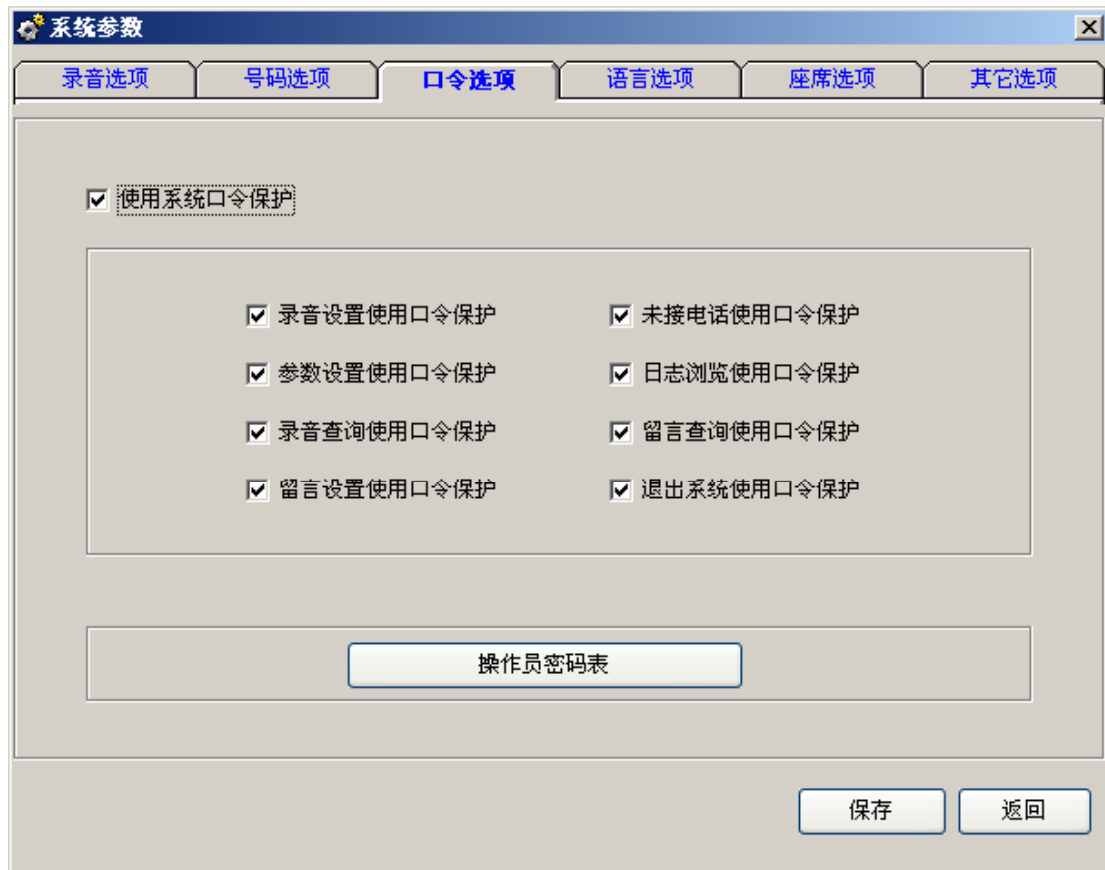 系统参数
录音选项 号码选项 口令选项 语言选项 座席选项 其它选项
使用系统口令保护
录音设置使用口令保护 未接电话使用口令保护
参数设置使用口令保护 日志浏览使用口令保护
录音查询使用口令保护 留言查询使用口令保护
留言设置使用口令保护 退出系统使用口令保护
操作员密码表
保存 返回